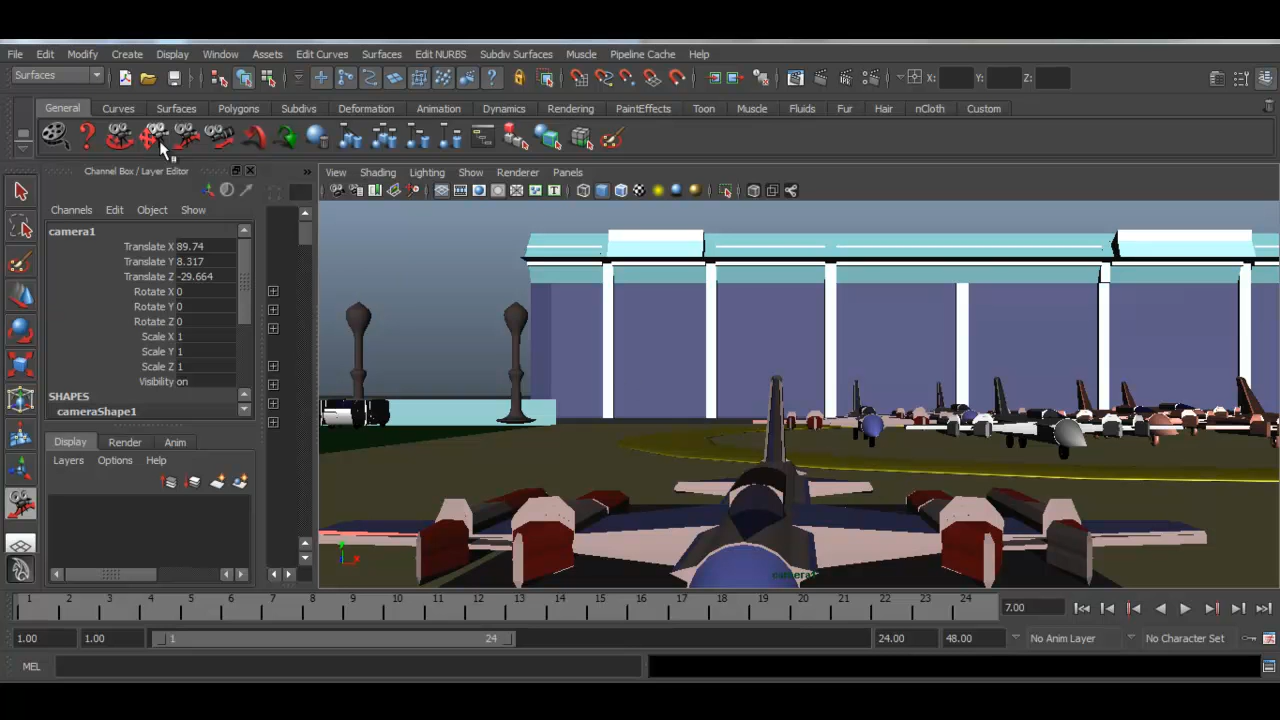 File Edit Modify Create Display Window Assets Edit Curves Surfaces Edit NURBS Subdiv Surfaces Muscle Pipeline Cache Help
Surfaces X: Y: Z:
General Curves Surfaces Polygons Subdivs Deformation Animation Dynamics Rendering PaintEffects Toon Muscle Fluids Fur Hair nCloth Custom
Channel Box / Layer Editor
View Shading Lighting Show Renderer Panels
Channels Edit Object Show
camera1
Translate X 89.74
Translate Y 8.317
Translate Z -29.664
Rotate X 0
Rotate Y 0
Rotate Z 0
Scale X 1
Scale Y 1
Scale Z 1
Visibility on
SHAPES
cameraShape1
Display Render Anim
Layers Options Help
1 2 3 4 5 6 7 8 9 10 11 12 13 14 15 16 17 18 19 20 21 22 23 24 7.00
1.00 1.00 1 24 24.00 48.00 No Anim Layer No Character Set
MEL